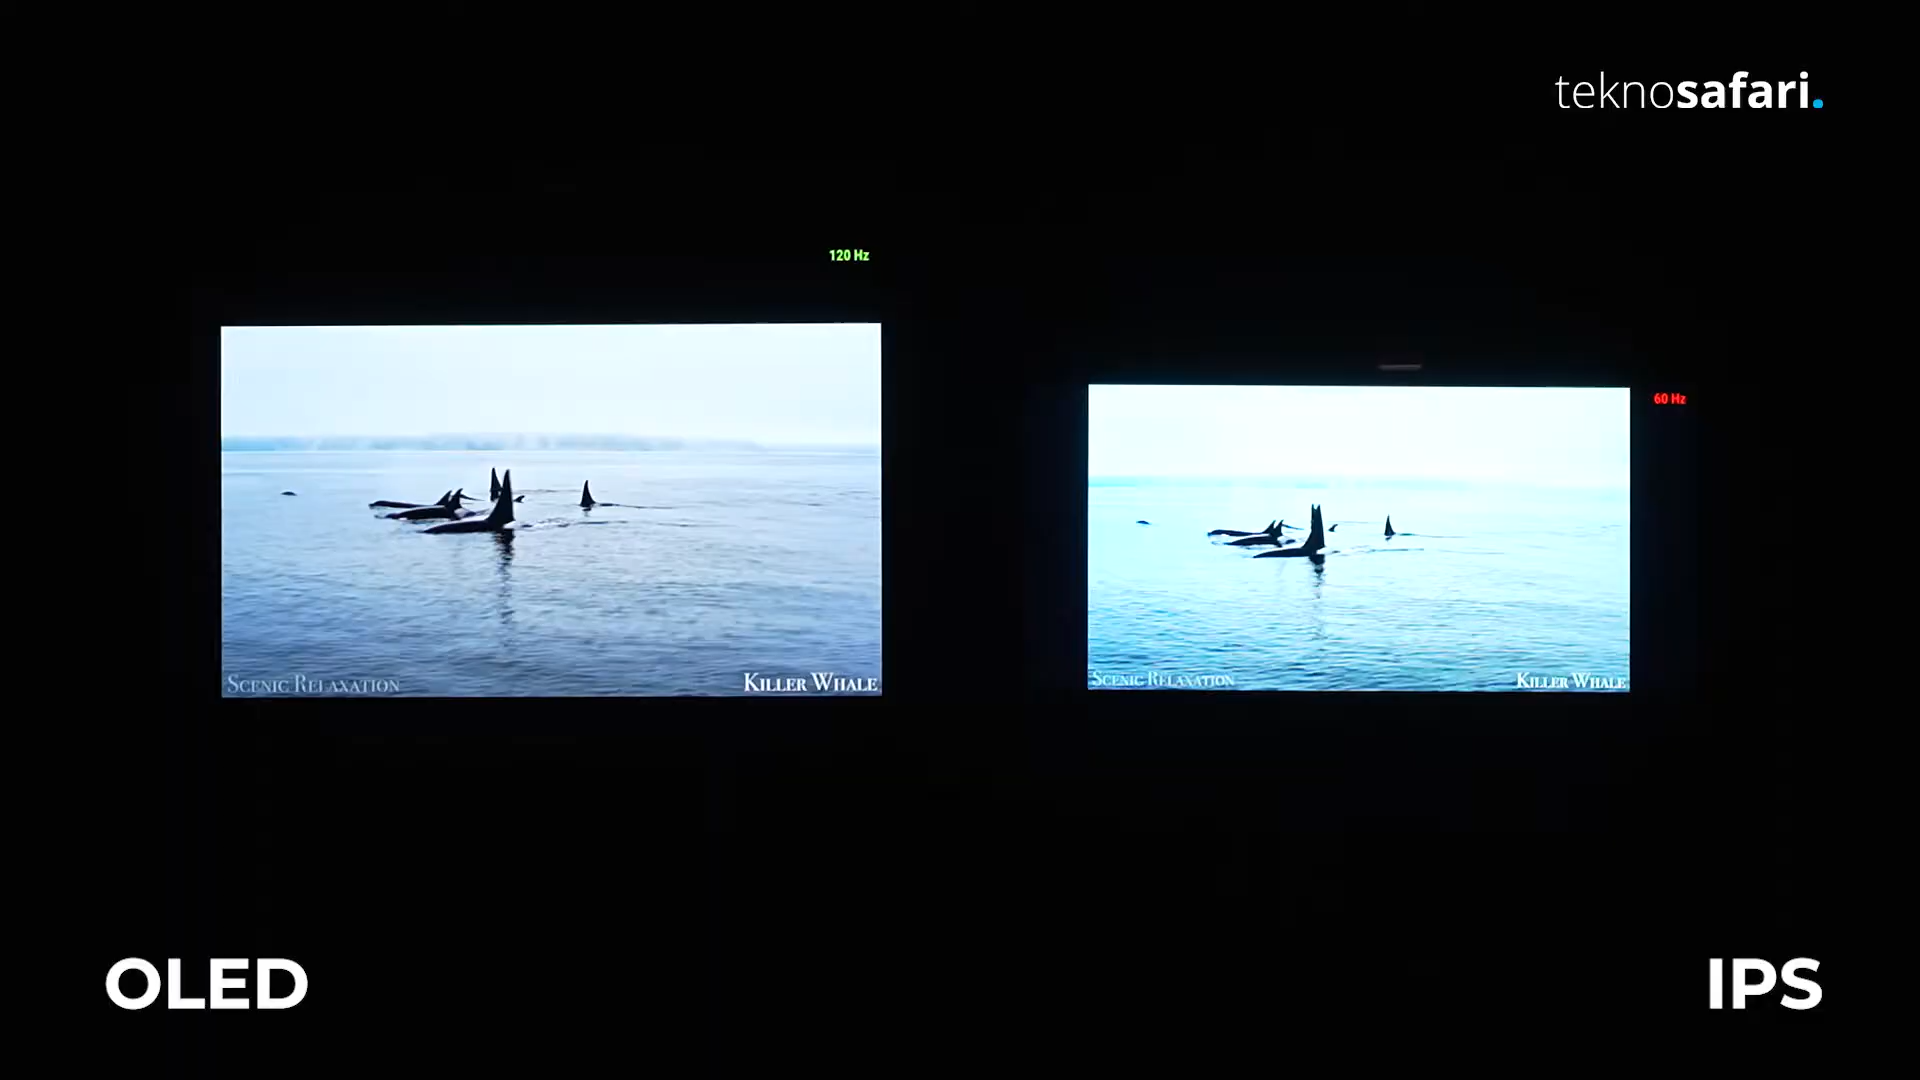 teknosafari.
120 Hz
60 Hz
SCENIC RELAXATION
KILLER WHALE
SCENIC RELAXATION
KILLER WHALE
OLED
IPS